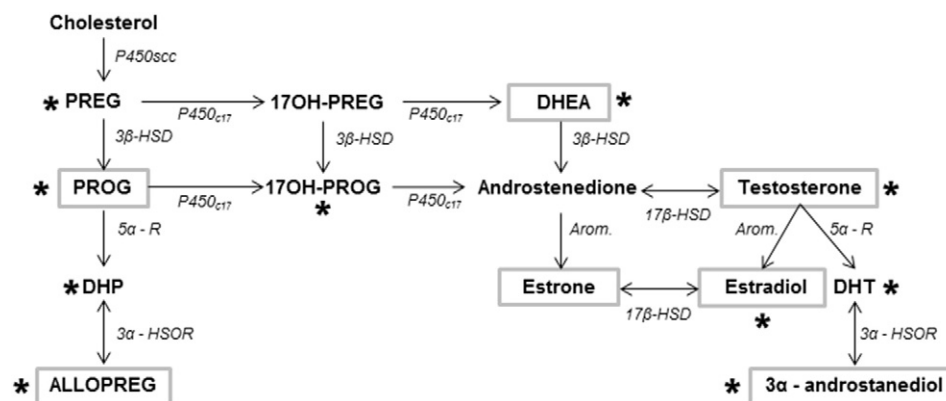 Cholesterol
P450scc
* PREG P450c17 17OH-PREG P450c17 DHEA *
3β-HSD 3β-HSD 3β-HSD
* PROG P450c17 17OH-PROG P450c17 Androstenedione 17β-HSD Testosterone *
*
5α - R Arom. Arom. 5α - R
* DHP Estrone 17β-HSD Estradiol DHT *
*
3α - HSOR 3α - HSOR
* ALLOPREG * 3α - androstanediol